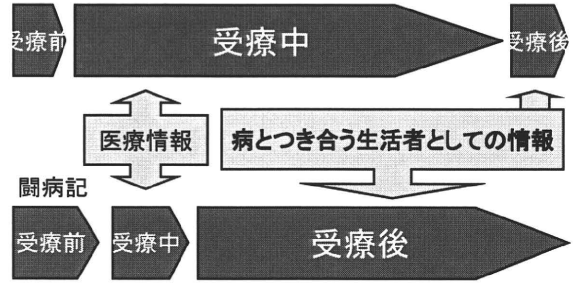 受療前
受療中
受療後
医療情報
病とつき合う生活者としての情報
闘病記
受療前
受療中
受療後